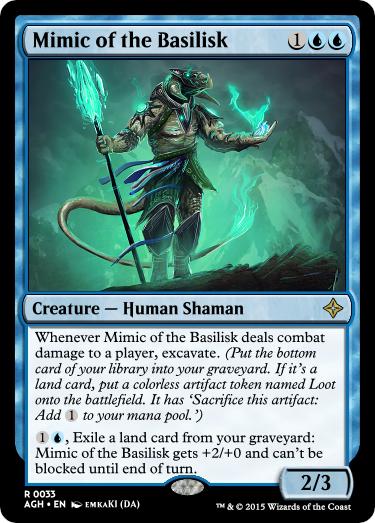 Mimic of the Basilisk 1
Creature — Human Shaman
Whenever Mimic of the Basilisk deals combat
damage to a player, excavate. (Put the bottom
card of your library into your graveyard. If it's a
land card, put a colorless artifact token named Loot
onto the battlefield. It has 'Sacrifice this artifact:
Add 1 to your mana pool.')
1, Exile a land card from your graveyard:
Mimic of the Basilisk gets +2/+0 and can't be
blocked until end of turn.
2/3
R 0033
AGH • EN EMKAKI (DA)
™ & © 2015 Wizards of the Coast